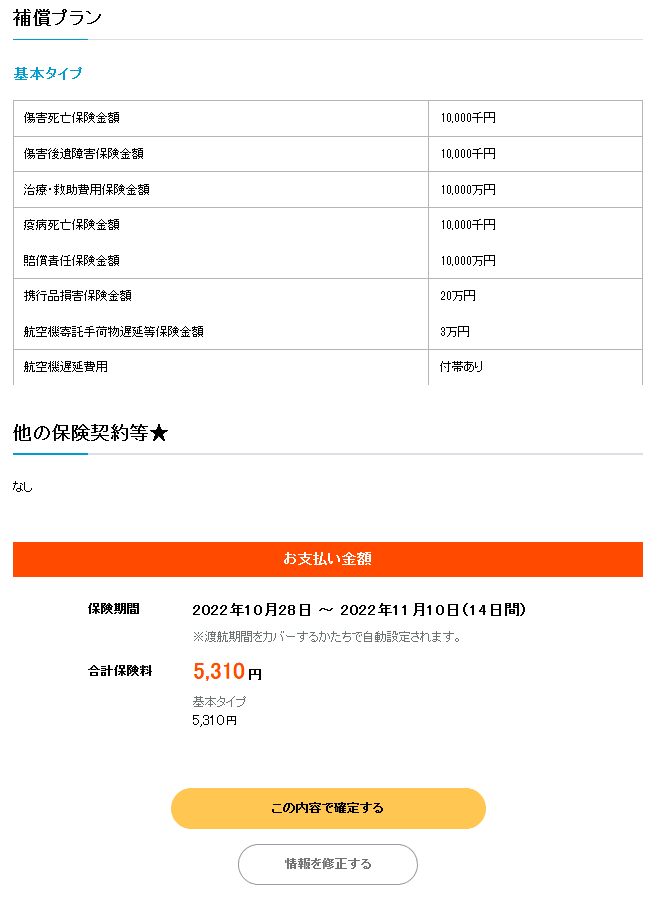 補償プラン
基本タイプ
傷害死亡保険金額 10,000千円
傷害後遺障害保険金額 10,000千円
治療・救助費用保険金額 10,000万円
疫病死亡保険金額 10,000千円
賠償責任保険金額 10,000万円
携行品損害保険金額 20万円
航空機寄託手荷物遅延等保険金額 3万円
航空機遅延費用 付帯あり
他の保険契約等★
なし
お支払い金額
保険期間 2022年10月28日 ～ 2022年11月10日(14日間)
※渡航期間をカバーするかたちで自動設定されます。
合計保険料 5,310円
基本タイプ
5,310円
この内容で確定する
情報を修正する